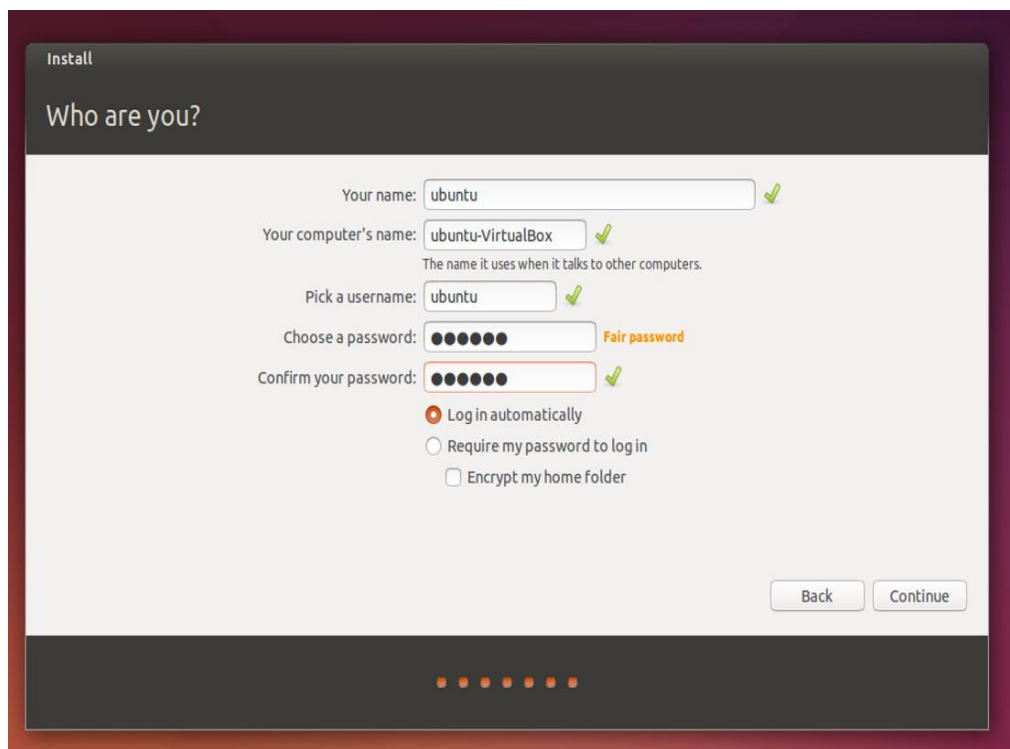 Install
Who are you?
Your name: ubuntu
Your computer's name: ubuntu-VirtualBox
The name it uses when it talks to other computers.
Pick a username: ubuntu
Choose a password: ●●●●●● Fair password
Confirm your password: ●●●●●●
Log in automatically
Require my password to log in
Encrypt my home folder
Back Continue